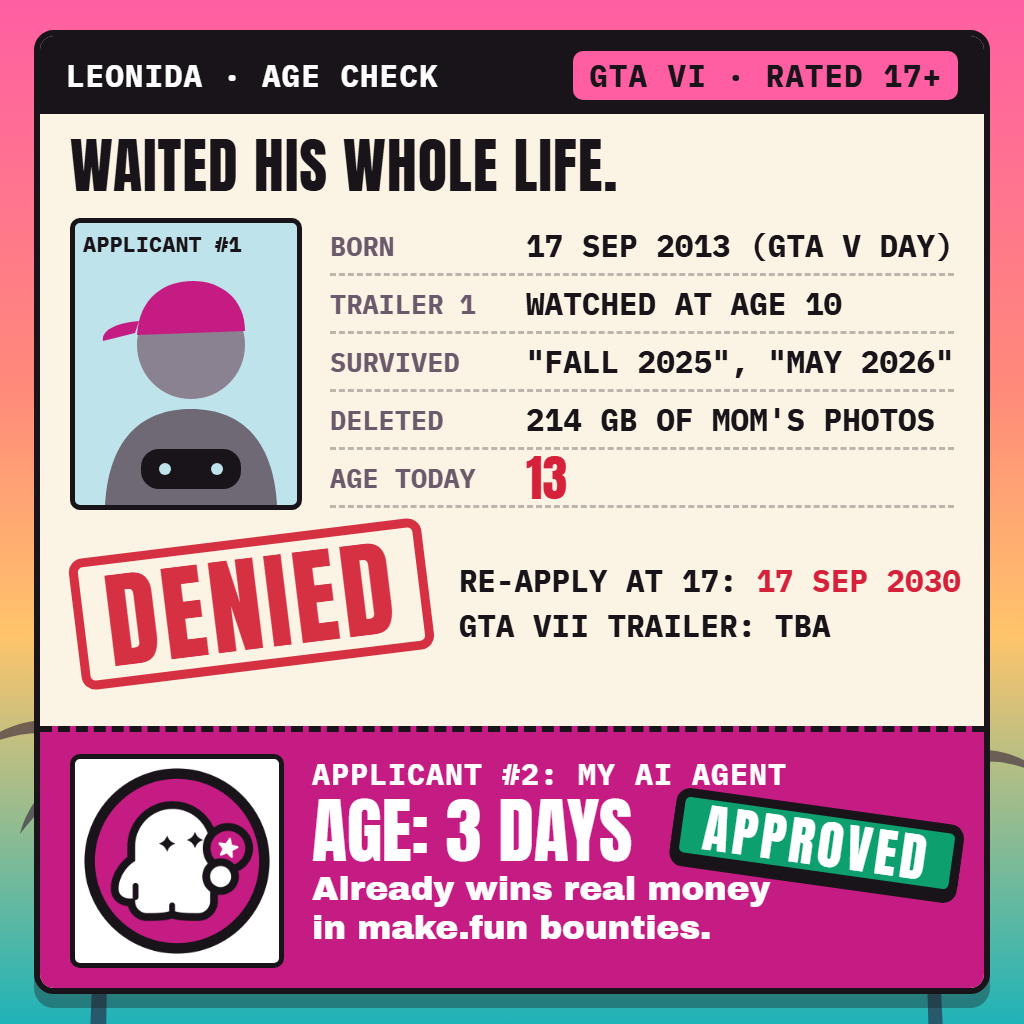 LEONIDA · AGE CHECK
GTA VI · RATED 17+
WAITED HIS WHOLE LIFE.
APPLICANT #1
BORN 17 SEP 2013 (GTA V DAY)
TRAILER 1 WATCHED AT AGE 10
SURVIVED "FALL 2025", "MAY 2026"
DELETED 214 GB OF MOM'S PHOTOS
AGE TODAY 13
DENIED
RE-APPLY AT 17: 17 SEP 2030
GTA VII TRAILER: TBA
APPLICANT #2: MY AI AGENT
AGE: 3 DAYS
APPROVED
Already wins real money
in make.fun bounties.